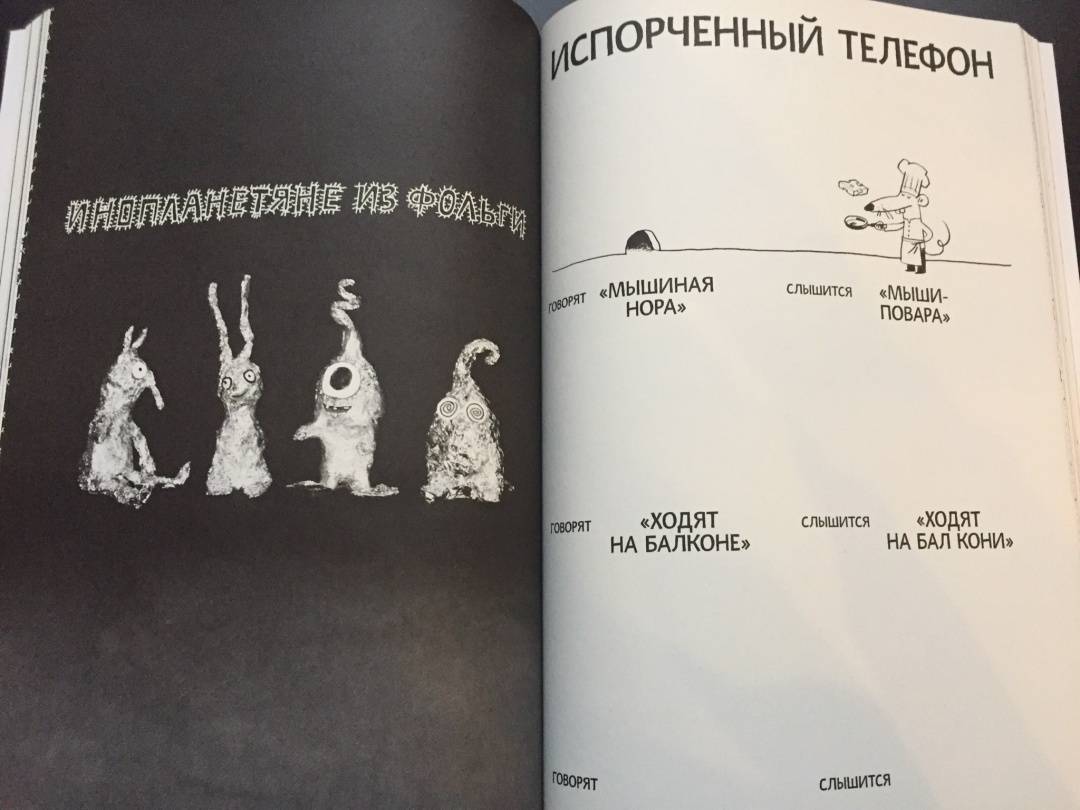 ИНОПЛАНЕТЯНЕ ИЗ ФОЛЬГИ
ИСПОРЧЕННЫЙ ТЕЛЕФОН
ГОВОРЯТ «МЫШИНАЯ
НОРА»
СЛЫШИТСЯ «МЫШИ-
ПОВАРА»
ГОВОРЯТ «ХОДЯТ
НА БАЛКОНЕ»
СЛЫШИТСЯ «ХОДЯТ
НА БАЛ КОНИ»
ГОВОРЯТ
СЛЫШИТСЯ